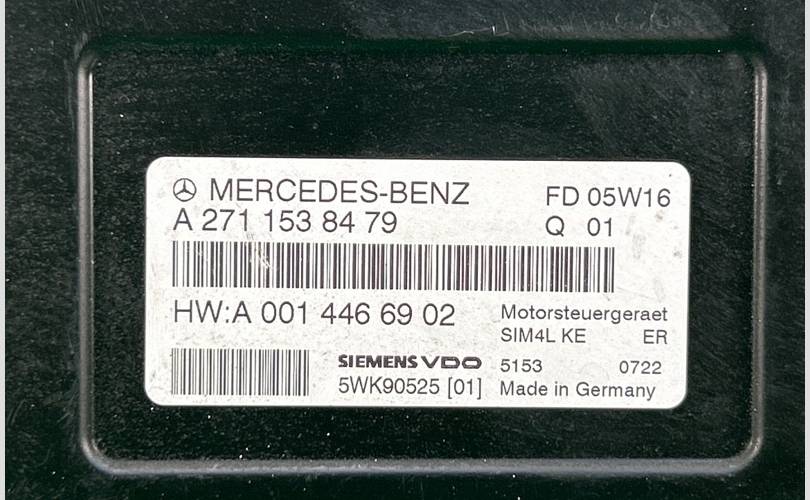 MERCEDES-BENZ FD 05W16
A 271 153 84 79 Q 01
HW:A 001 446 69 02
Motorsteuergeraet
SIM4L KE ER
SIEMENS VDO 5153 0722
5WK90525 [01] Made in Germany